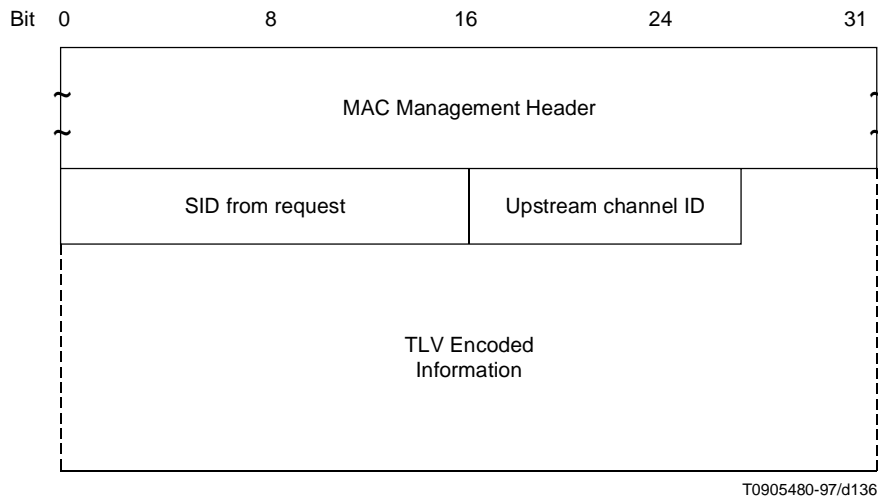 Bit 0 8 16 24 31
MAC Management Header
SID from request Upstream channel ID
TLV Encoded
Information
T0905480-97/d136